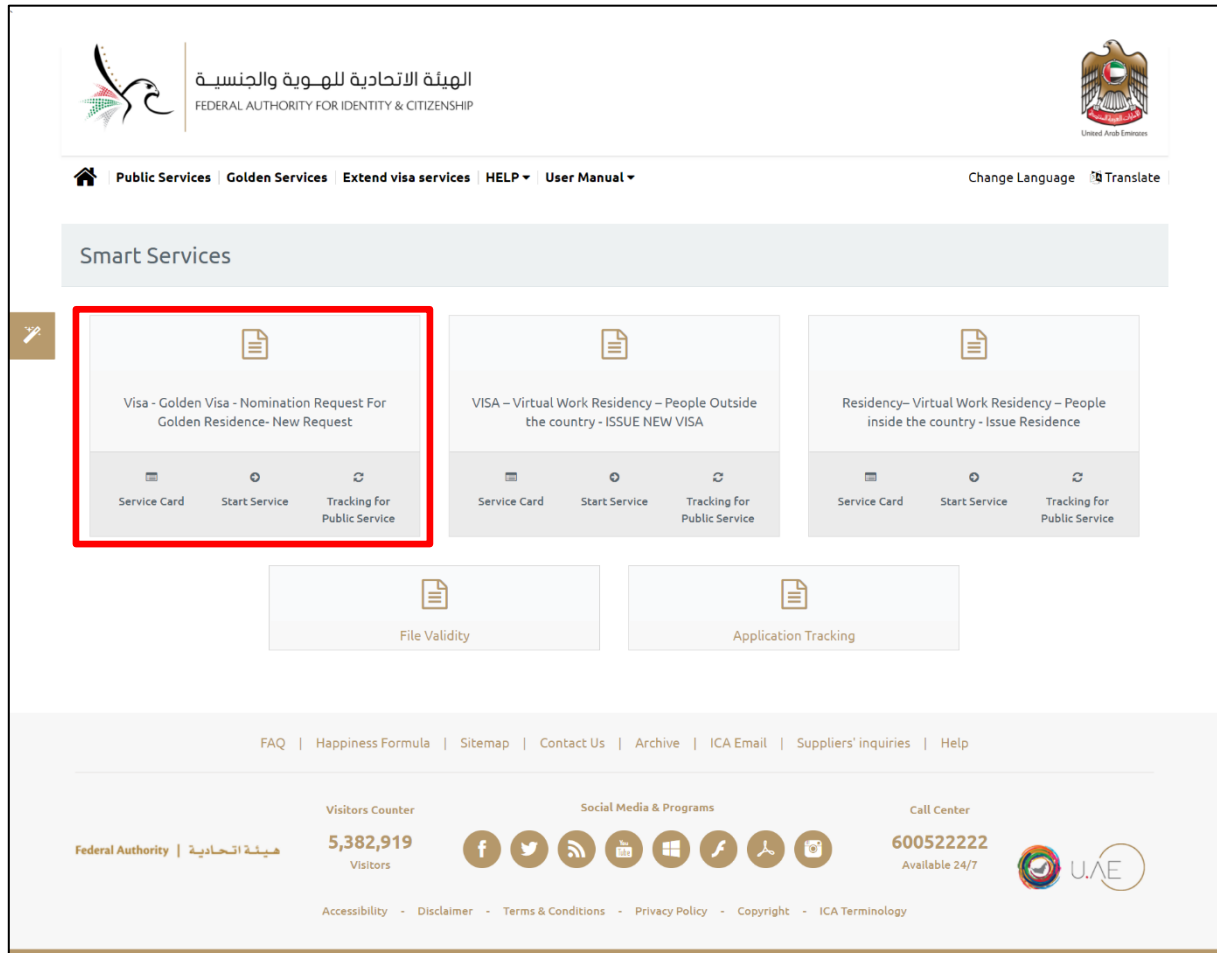 الهيئة الاتحادية للهــوية والجنسيــة
FEDERAL AUTHORITY FOR IDENTITY & CITIZENSHIP
United Arab Emirates
Public Services Golden Services Extend visa services HELP User Manual Change Language Translate
Smart Services
Visa - Golden Visa - Nomination Request For
Golden Residence- New Request
Service Card Start Service Tracking for
Public Service
VISA – Virtual Work Residency – People Outside
the country - ISSUE NEW VISA
Service Card Start Service Tracking for
Public Service
Residency– Virtual Work Residency – People
inside the country - Issue Residence
Service Card Start Service Tracking for
Public Service
File Validity
Application Tracking
FAQ | Happiness Formula | Sitemap | Contact Us | Archive | ICA Email | Suppliers' inquiries | Help
Federal Authority | هيئة اتحادية
Visitors Counter
5,382,919
Visitors
Social Media & Programs
You
Tube
Call Center
600522222
Available 24/7
U.AE
Accessibility - Disclaimer - Terms & Conditions - Privacy Policy - Copyright - ICA Terminology